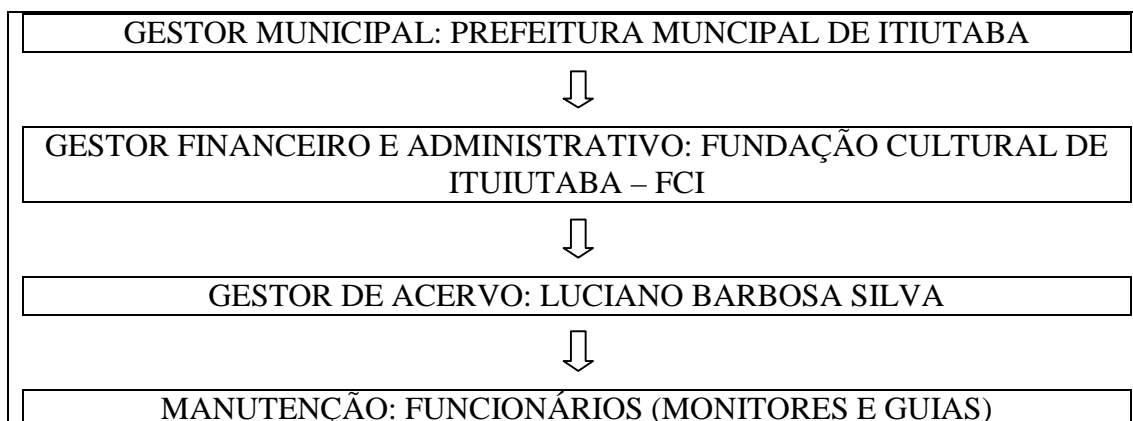 GESTOR MUNICIPAL: PREFEITURA MUNCIPAL DE ITIUTABA
GESTOR FINANCEIRO E ADMINISTRATIVO: FUNDAÇÃO CULTURAL DE
ITUIUTABA – FCI
GESTOR DE ACERVO: LUCIANO BARBOSA SILVA
MANUTENÇÃO: FUNCIONÁRIOS (MONITORES E GUIAS)